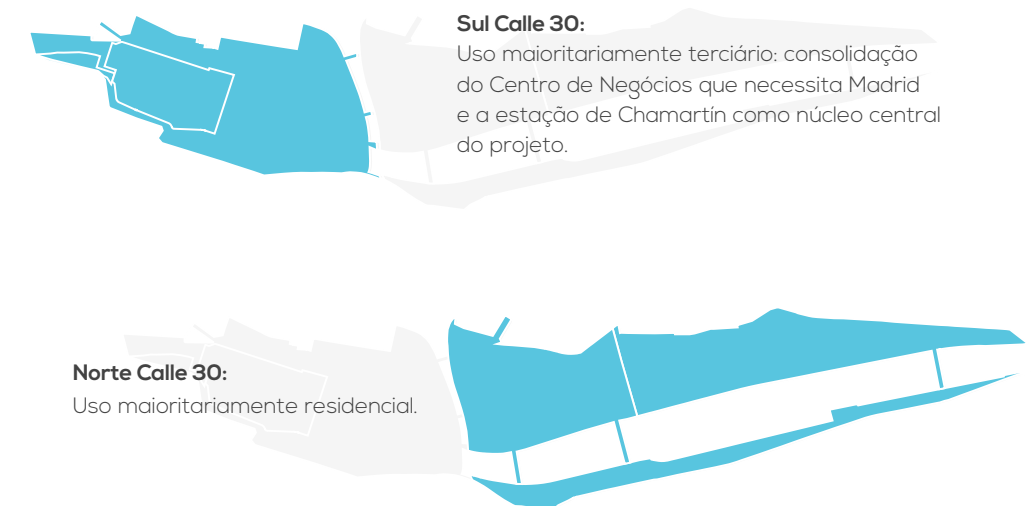 Sul Calle 30:
Uso maioritariamente terciário: consolidação
do Centro de Negócios que necessita Madrid
e a estação de Chamartín como núcleo central
do projeto.
Norte Calle 30:
Uso maioritariamente residencial.